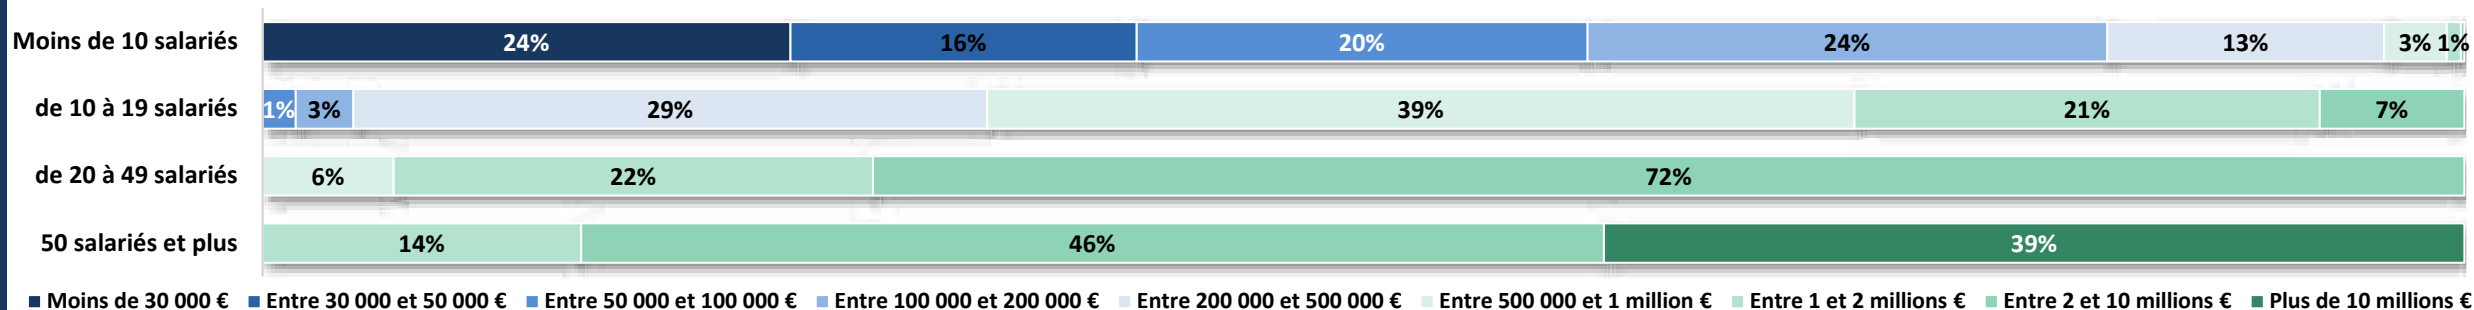 Moins de 10 salariés 24% 16% 20% 24% 13% 3% 1%
de 10 à 19 salariés 1% 3% 29% 39% 21% 7%
de 20 à 49 salariés 6% 22% 72%
50 salariés et plus 14% 46% 39%
Moins de 30 000 € Entre 30 000 et 50 000 € Entre 50 000 et 100 000 € Entre 100 000 et 200 000 € Entre 200 000 et 500 000 € Entre 500 000 et 1 million € Entre 1 et 2 millions € Entre 2 et 10 millions € Plus de 10 millions €